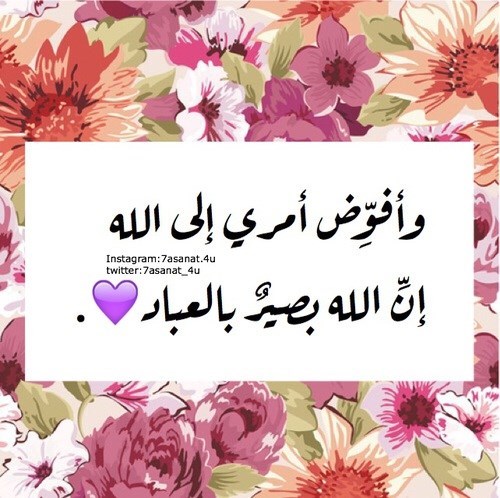 وأفوِّض أمري إلى الله
Instagram:7asanat.4u
twitter:7asanat_4u
إنِّ الله بصيرٌ بالعباد💜.